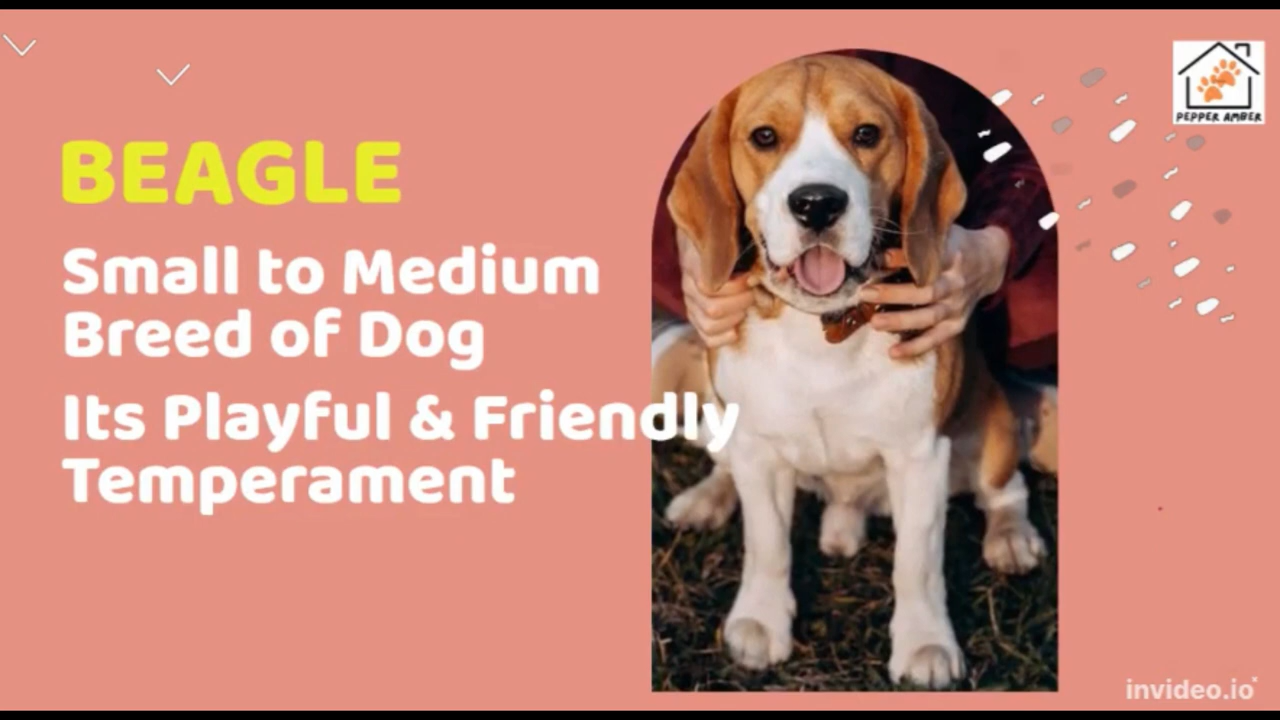 BEAGLE
Small to Medium
Breed of Dog
Its Playful & Friendly
Temperament
PEPPER AMBER
invideo.io